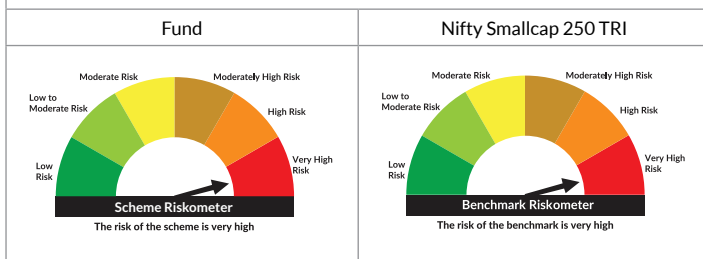 Fund
Nifty Smallcap 250 TRI
Moderate Risk
Moderately High Risk
Low to
Moderate Risk
High Risk
Low
Risk
Very High
Risk
Scheme Riskometer
The risk of the scheme is very high
Moderate Risk
Moderately High Risk
Low to
Moderate Risk
High Risk
Low
Risk
Very High
Risk
Benchmark Riskometer
The risk of the benchmark is very high